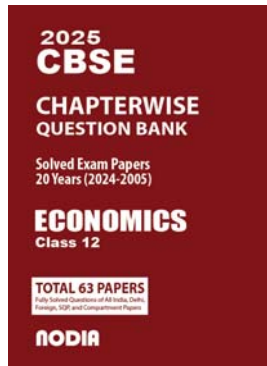 2025
CBSE
CHAPTERWISE
QUESTION BANK
Solved Exam Papers
20 Years (2024-2005)
ECONOMICS
Class 12
TOTAL 63 PAPERS
Fully Solved Questions of All India, Delhi,
Foreign, SQP, and Compartment Papers
NODIA